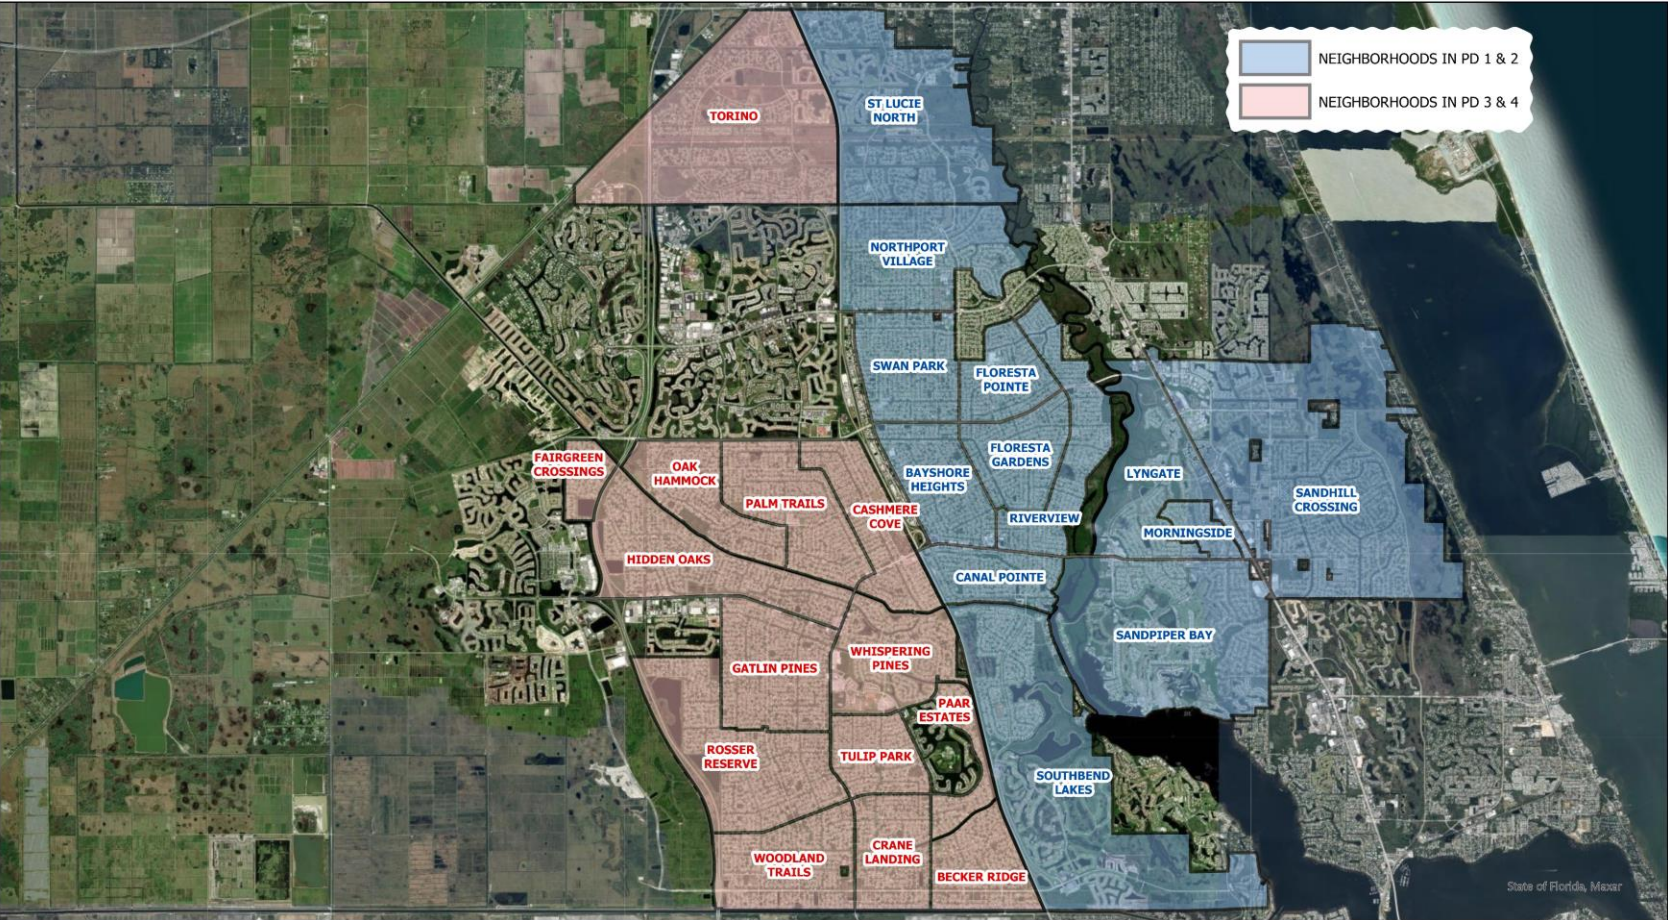 NEIGHBORHOODS IN PD 1 & 2
NEIGHBORHOODS IN PD 3 & 4
TORINO
ST LUCIE
NORTH
NORTHPORT
VILLAGE
SWAN PARK
FLORESTA
POINTE
FAIRGREEN
CROSSINGS
OAK
HAMMOCK
PALM TRAILS
CASHMERE
COVE
BAYSHORE
HEIGHTS
FLORESTA
GARDENS
LYNGATE
SANDHILL
CROSSING
RIVERVIEW
MORNINGSIDE
HIDDEN OAKS
CANAL POINTE
SANDPIPER BAY
GATLIN PINES
WHISPERING
PINES
PAAR
ESTATES
ROSSER
RESERVE
TULIP PARK
SOUTHBEND
LAKES
WOODLAND
TRAILS
CRANE
LANDING
BECKER RIDGE
State of Florida, Maxar